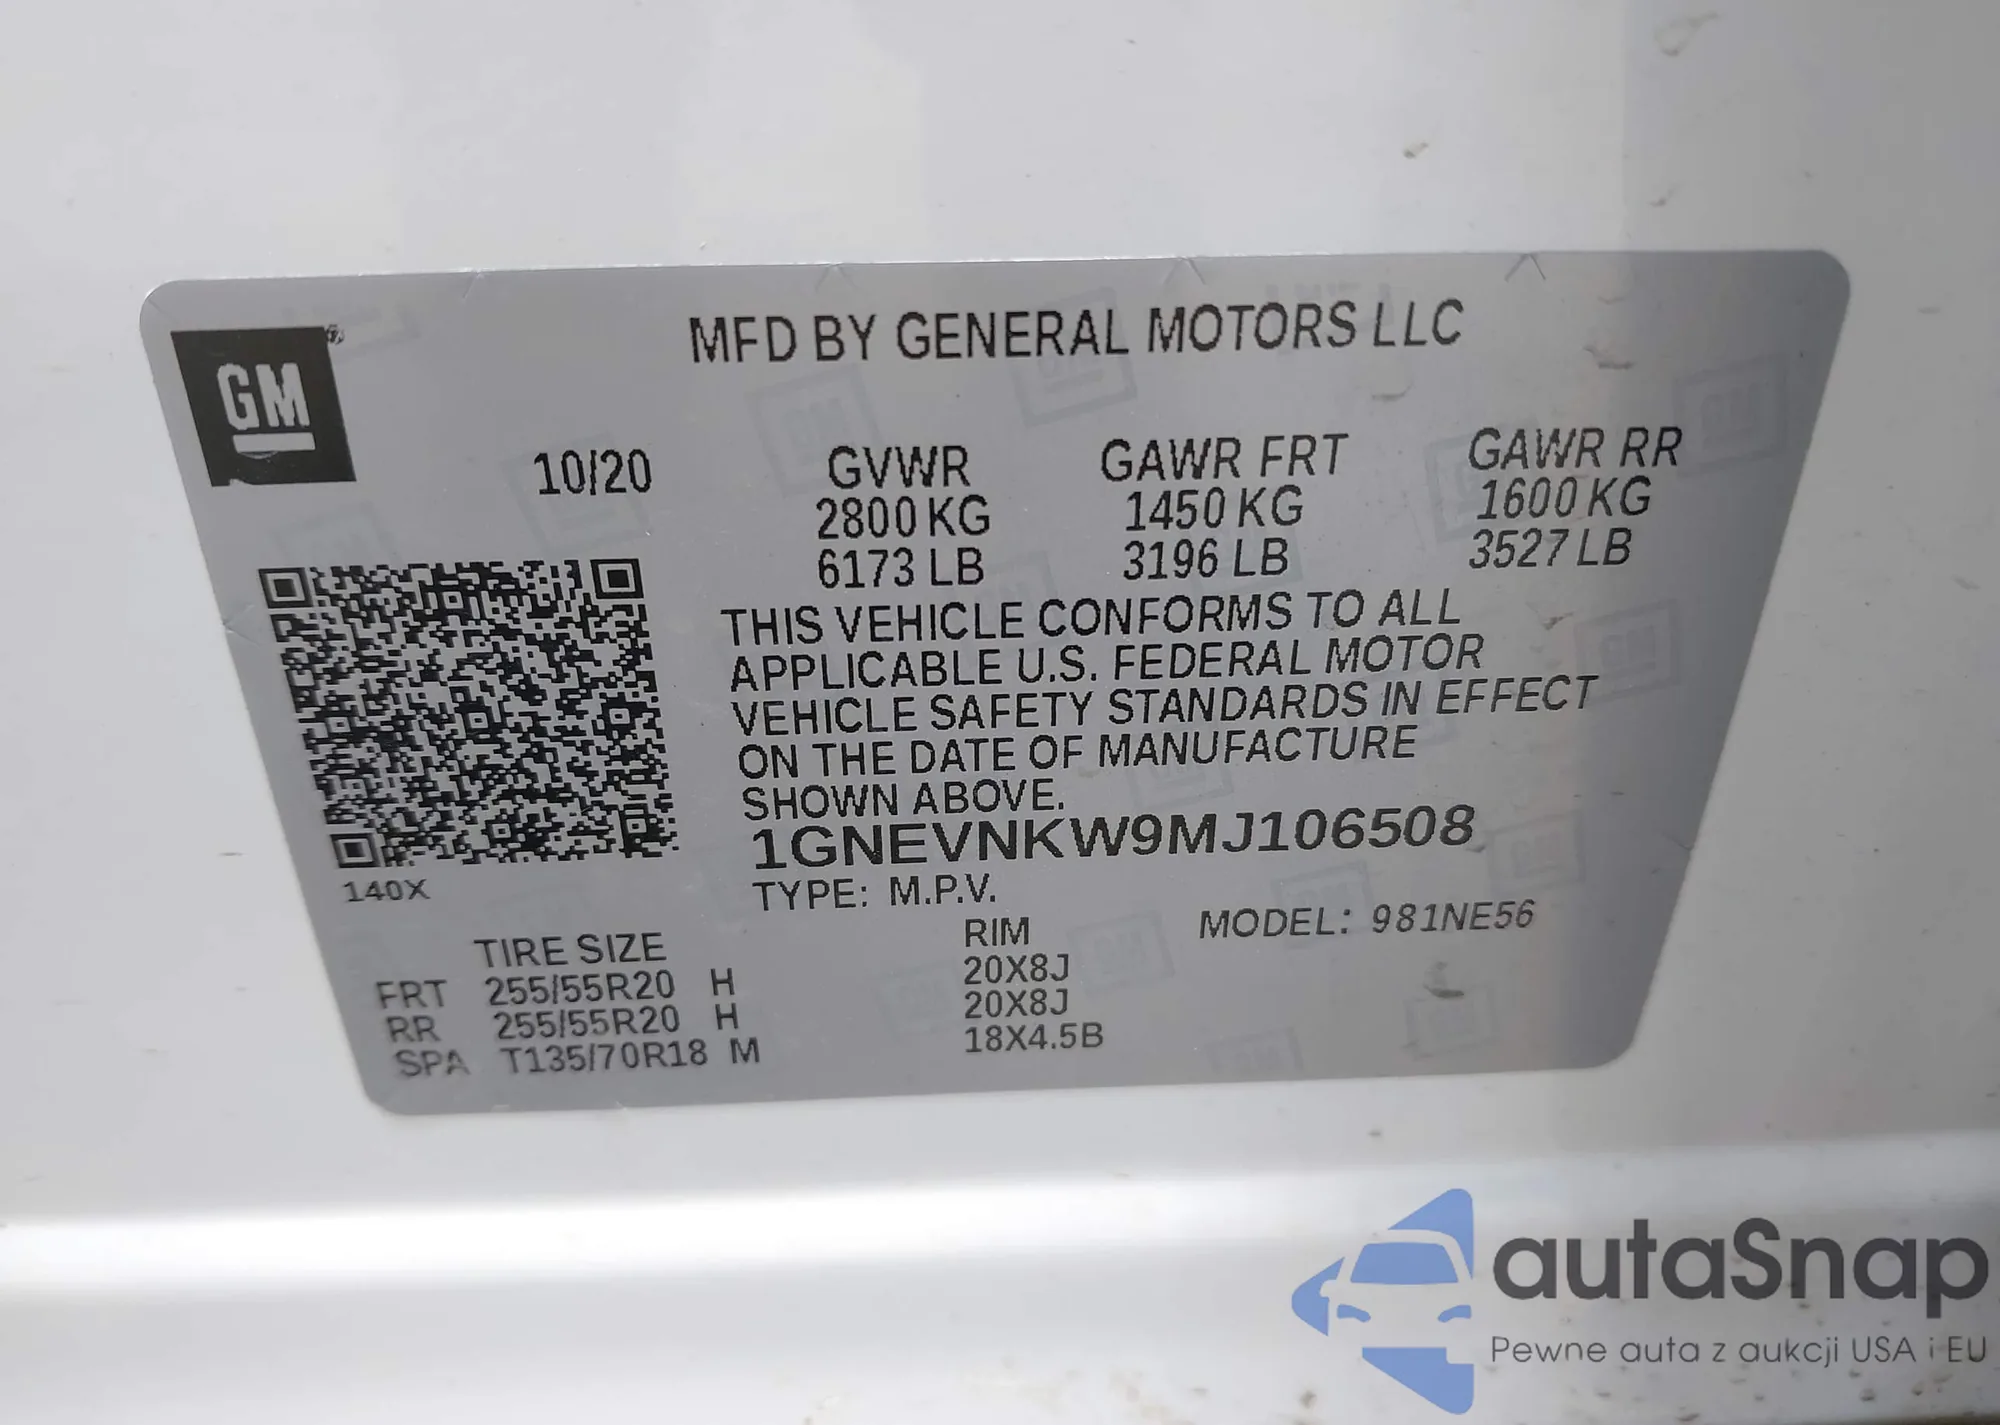 MFD BY GENERAL MOTORS LLC
GM
10/20 GVWR GAWR FRT GAWR RR
2800 KG 1450 KG 1600 KG
6173 LB 3196 LB 3527 LB
THIS VEHICLE CONFORMS TO ALL
APPLICABLE U.S. FEDERAL MOTOR
VEHICLE SAFETY STANDARDS IN EFFECT
ON THE DATE OF MANUFACTURE
SHOWN ABOVE.
1GNEVNKW9MJ106508
140X
TYPE: M.P.V.
TIRE SIZE RIM MODEL: 981NE56
FRT 255/55R20 H 20X8J
RR 255/55R20 H 20X8J
SPA T135/70R18 M 18X4.5B
autaSnap
Pewne auta z aukcji USA i EU